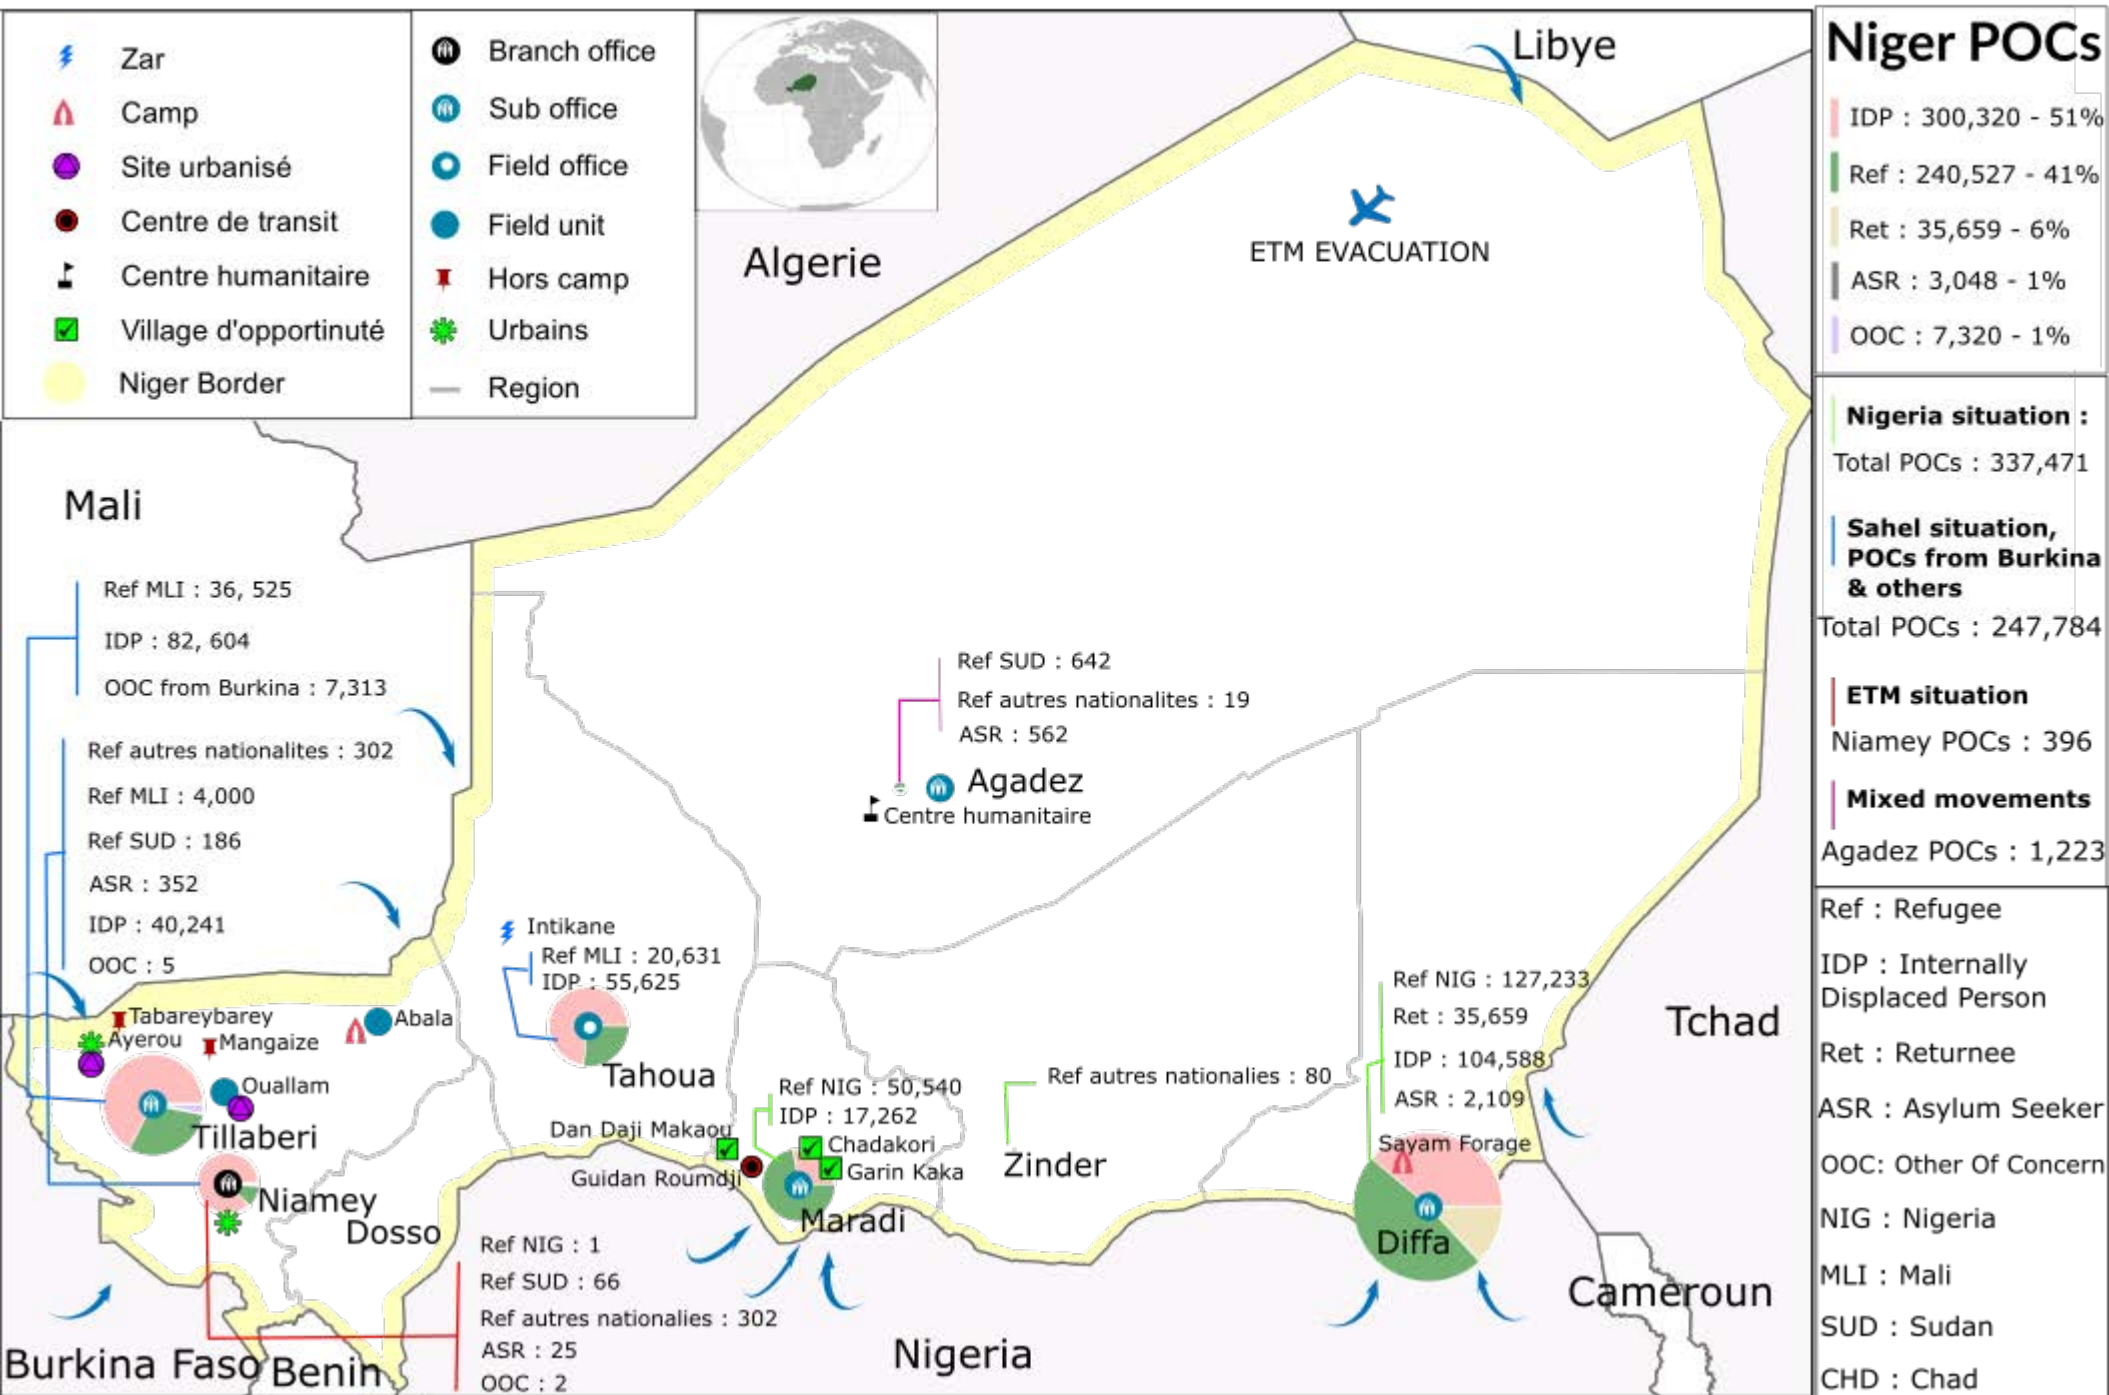 Zar
Camp
Site urbanisé
Centre de transit
Centre humanitaire
Village d'opportinuté
Niger Border
Branch office
Sub office
Field office
Field unit
Hors camp
Urbains
Region
Libye
Algerie
ETM EVACUATION
Mali
Ref MLI : 36, 525
IDP : 82, 604
OOC from Burkina : 7,313
Ref autres nationalites : 302
Ref MLI : 4,000
Ref SUD : 186
ASR : 352
IDP : 40,241
OOC : 5
Ref SUD : 642
Ref autres nationalites : 19
ASR : 562
Agadez
Centre humanitaire
Intikane
Ref MLI : 20,631
IDP : 55,625
Tahoua
Tabareybarey
Ayerou
Mangaize
Abala
Ouallam
Tillaberi
Niamey
Dosso
Ref NIG : 50,540
IDP : 17,262
Dan Daji Makaou
Chadakori
Guidan Roumdji
Garin Kaka
Maradi
Ref autres nationalies : 80
Zinder
Ref NIG : 127,233
Ret : 35,659
IDP : 104,588
ASR : 2,109
Sayam Forage
Diffa
Tchad
Cameroun
Nigeria
Ref NIG : 1
Ref SUD : 66
Ref autres nationalies : 302
ASR : 25
OOC : 2
Burkina Faso
Benin
Niger POCs
IDP : 300,320 - 51%
Ref : 240,527 - 41%
Ret : 35,659 - 6%
ASR : 3,048 - 1%
OOC : 7,320 - 1%
Nigeria situation :
Total POCs : 337,471
Sahel situation,
POCs from Burkina
& others
Total POCs : 247,784
ETM situation
Niamey POCs : 396
Mixed movements
Agadez POCs : 1,223
Ref : Refugee
IDP : Internally
Displaced Person
Ret : Returnee
ASR : Asylum Seeker
OOC: Other Of Concern
NIG : Nigeria
MLI : Mali
SUD : Sudan
CHD : Chad